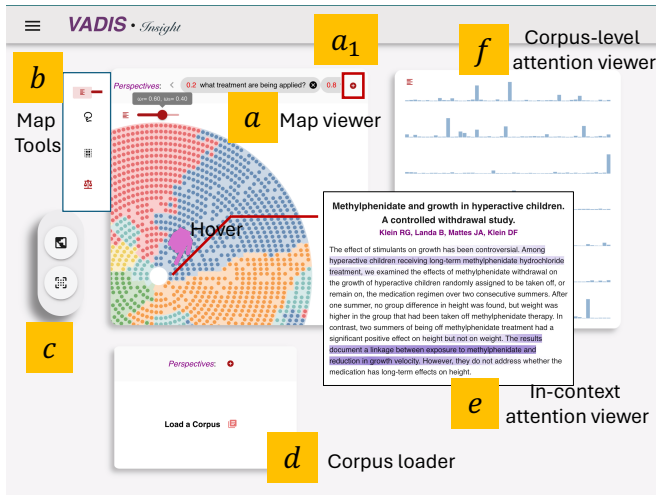 VADIS • Insight
a₁
f
Corpus-level
attention viewer
b
Map
Tools
Perspectives:
0.2 what treatment are being applied?
0.8
a
Map viewer
Hover
Methylphenidate and growth in hyperactive children.
A controlled withdrawal study.
Klein RG, Landa B, Mattes JA, Klein DF
The effect of stimulants on growth has been controversial. Among
hyperactive children receiving long-term methylphenidate hydrochloride
treatment, we examined the effects of methylphenidate withdrawal on
the growth of hyperactive children randomly assigned to be taken off, or
remain on, the medication regimen over two consecutive summers. After
one summer, no group difference in height was found, but weight was
higher in the group that had been taken off methylphenidate therapy. In
contrast, two summers of being off methylphenidate treatment had a
significant positive effect on height but not on weight. The results
document a linkage between exposure to methylphenidate and
reduction in growth velocity. However, they do not address whether the
medication has long-term effects on height.
c
Perspectives:
Load a Corpus
d
Corpus loader
e
In-context
attention viewer